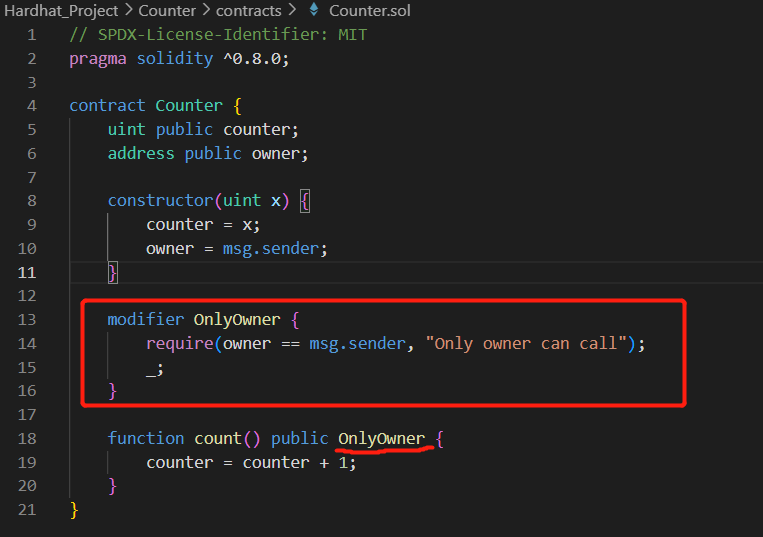 Hardhat_Project > Counter > contracts > Counter.sol
1 // SPDX-License-Identifier: MIT
2 pragma solidity ^0.8.0;
3
4 contract Counter {
5     uint public counter;
6     address public owner;
7
8     constructor(uint x) {
9         counter = x;
10         owner = msg.sender;
11     }
12
13     modifier OnlyOwner {
14         require(owner == msg.sender, "Only owner can call");
15         _;
16     }
17
18     function count() public OnlyOwner {
19         counter = counter + 1;
20     }
21 }